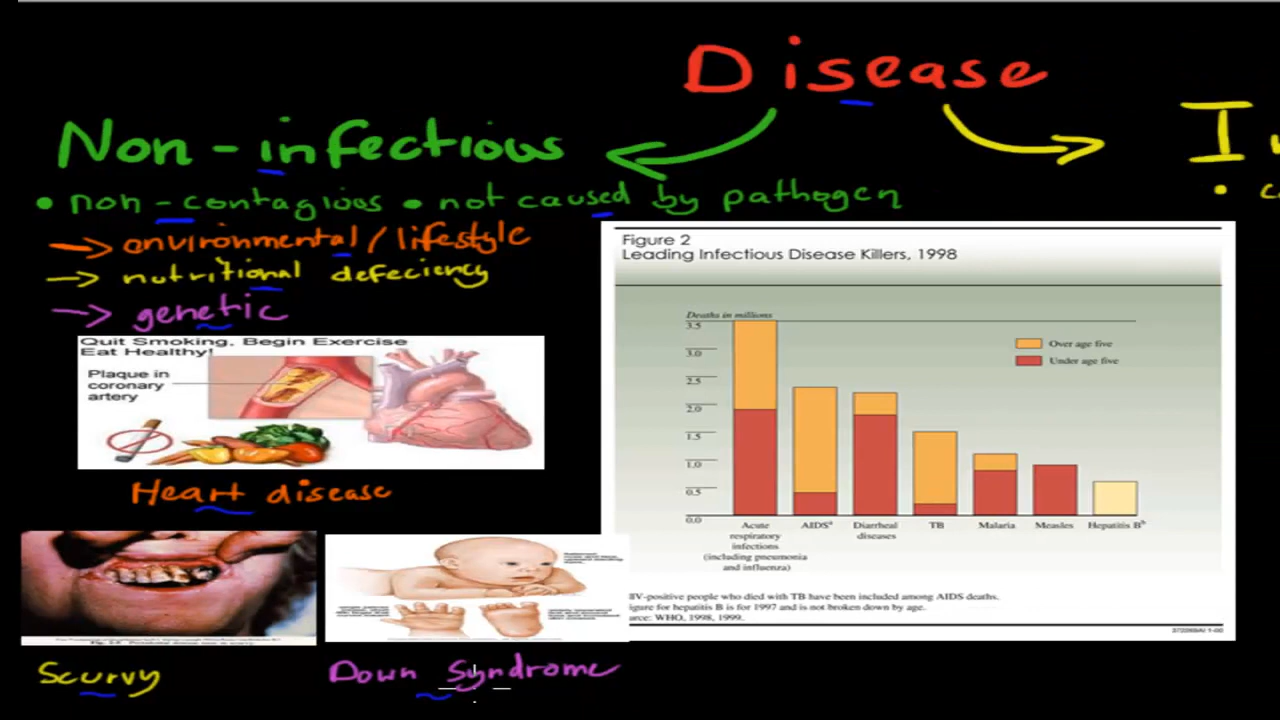 Disease
Non-infectious
I
• non-contagious • not caused by pathogen
• c
→ environmental / lifestyle
→ nutritional defeciency
→ genetic
Quit Smoking, Begin Exercise
Eat Healthy!
Plaque in
coronary
artery
Heart disease
Scurvy
Down Syndrome
Figure 2
Leading Infectious Disease Killers, 1998
Deaths in millions
3.5
3.0
2.5
2.0
1.5
1.0
0.5
0.0
Over age five
Under age five
Acute
respiratory
infections
(including pneumonia
and influenza)
AIDSᵃ
Diarrheal
diseases
TB
Malaria
Measles
Hepatitis Bᵇ
HIV-positive people who died with TB have been included among AIDS deaths.
igure for hepatitis B is for 1997 and is not broken down by age.
urce: WHO, 1998, 1999.